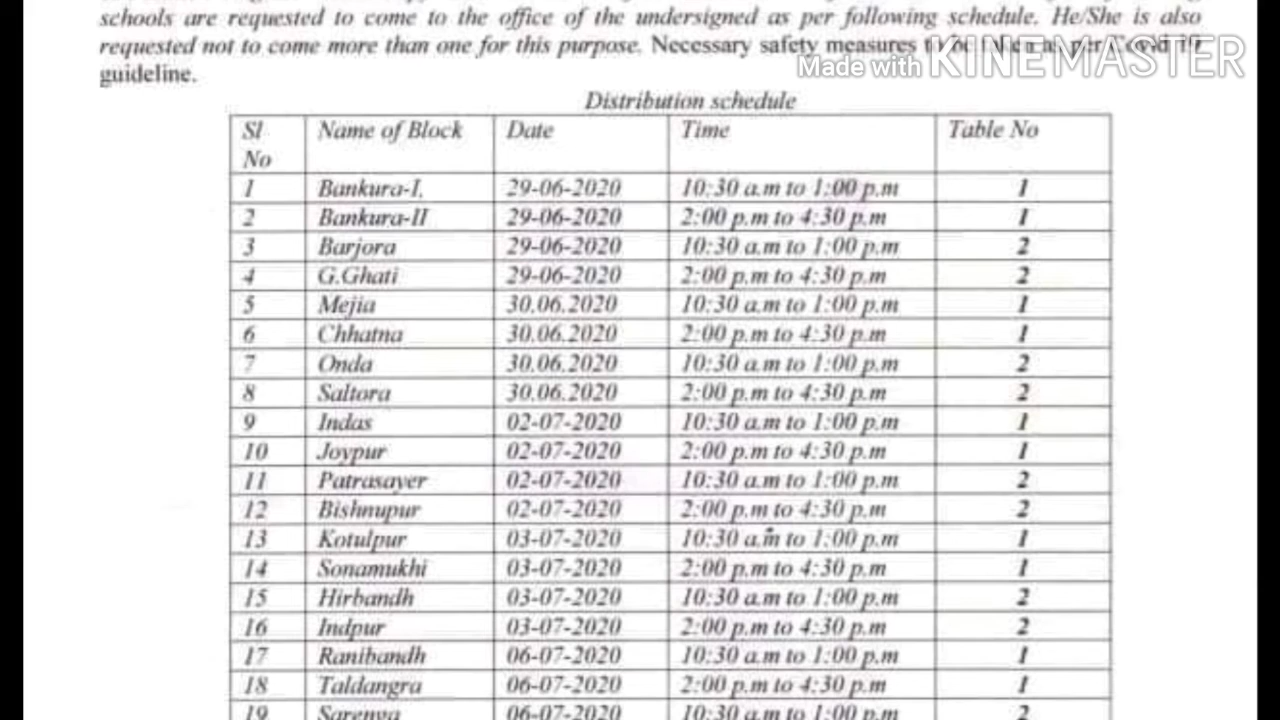 schools are requested to come to the office of the undersigned as per following schedule. He/She is also
requested not to come more than one for this purpose. Necessary safety measures to be taken as per Covid 19
guideline.
Made with KINEMASTER
Distribution schedule
Sl No Name of Block Date Time Table No
1 Bankura-I, 29-06-2020 10:30 a.m to 1:00 p.m 1
2 Bankura-II 29-06-2020 2:00 p.m to 4:30 p.m 1
3 Barjora 29-06-2020 10:30 a.m to 1:00 p.m 2
4 G.Ghati 29-06-2020 2:00 p.m to 4:30 p.m 2
5 Mejia 30.06.2020 10:30 a.m to 1:00 p.m 1
6 Chhatna 30.06.2020 2:00 p.m to 4:30 p.m 1
7 Onda 30.06.2020 10:30 a.m to 1:00 p.m 2
8 Saltora 30.06.2020 2:00 p.m to 4:30 p.m 2
9 Indas 02-07-2020 10:30 a.m to 1:00 p.m 1
10 Joypur 02-07-2020 2:00 p.m to 4:30 p.m 1
11 Patrasayer 02-07-2020 10:30 a.m to 1:00 p.m 2
12 Bishnupur 02-07-2020 2:00 p.m to 4:30 p.m 2
13 Kotulpur 03-07-2020 10:30 a.m to 1:00 p.m 1
14 Sonamukhi 03-07-2020 2:00 p.m to 4:30 p.m 1
15 Hirbandh 03-07-2020 10:30 a.m to 1:00 p.m 2
16 Indpur 03-07-2020 2:00 p.m to 4:30 p.m 2
17 Ranibandh 06-07-2020 10:30 a.m to 1:00 p.m 1
18 Taldangra 06-07-2020 2:00 p.m to 4:30 p.m 1
19 Sarenga 06-07-2020 10:30 a.m to 1:00 p.m 2